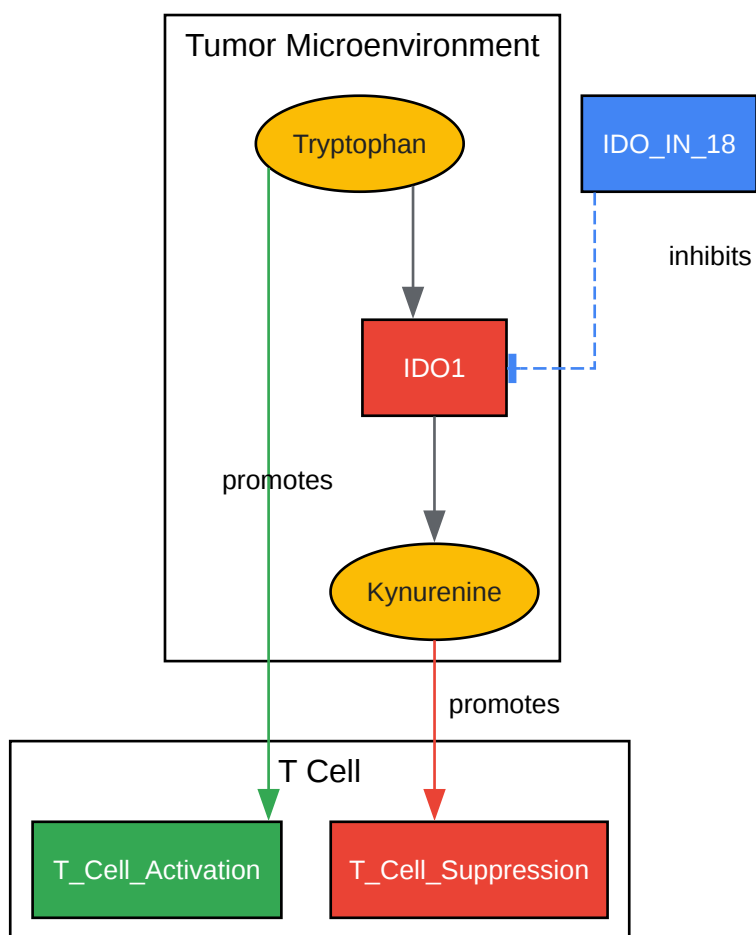 Tumor Microenvironment
Tryptophan
IDO_IN_18
inhibits
IDO1
promotes
Kynurenine
promotes
T Cell
T_Cell_Activation
T_Cell_Suppression